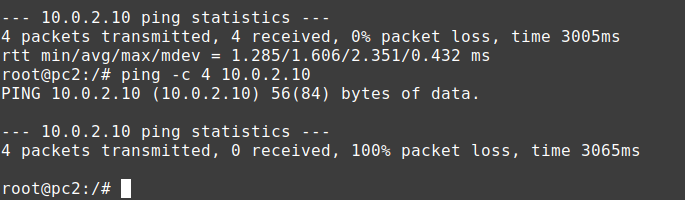 --- 10.0.2.10 ping statistics ---
4 packets transmitted, 4 received, 0% packet loss, time 3005ms
rtt min/avg/max/mdev = 1.285/1.606/2.351/0.432 ms
root@pc2:/# ping -c 4 10.0.2.10
PING 10.0.2.10 (10.0.2.10) 56(84) bytes of data.
--- 10.0.2.10 ping statistics ---
4 packets transmitted, 0 received, 100% packet loss, time 3065ms
root@pc2:/#